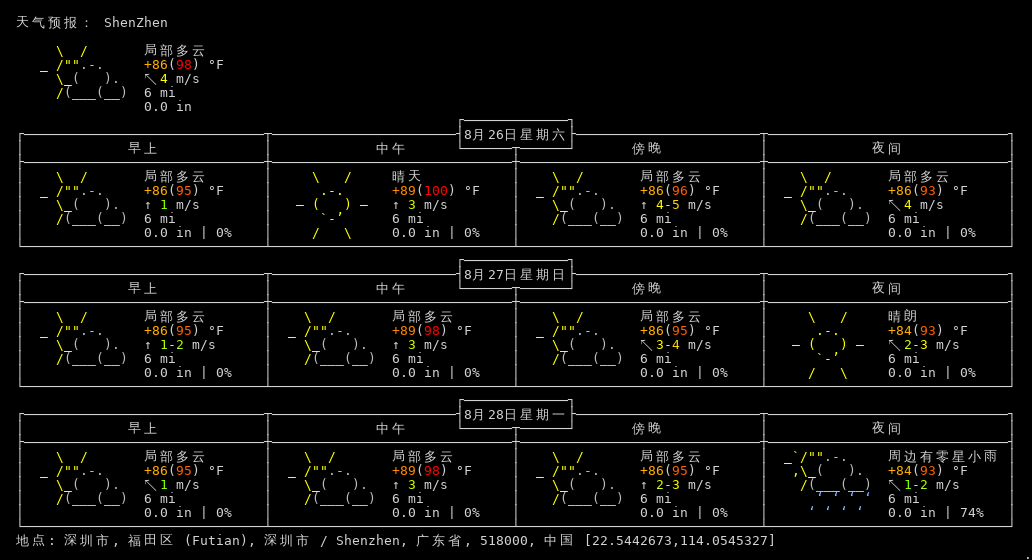 天气预报： ShenZhen
局部多云
+86(98) °F
↖4 m/s
6 mi
0.0 in
8月26日星期六
早上 中午 傍晚 夜间
局部多云 晴天 局部多云 局部多云
+86(95) °F +89(100) °F +86(96) °F +86(93) °F
↑ 1 m/s ↑ 3 m/s ↑ 4-5 m/s ↖4 m/s
6 mi 6 mi 6 mi 6 mi
0.0 in | 0% 0.0 in | 0% 0.0 in | 0% 0.0 in | 0%
8月27日星期日
早上 中午 傍晚 夜间
局部多云 局部多云 局部多云 晴朗
+86(95) °F +89(98) °F +86(95) °F +84(93) °F
↑ 1-2 m/s ↑ 3 m/s ↖3-4 m/s ↖2-3 m/s
6 mi 6 mi 6 mi 6 mi
0.0 in | 0% 0.0 in | 0% 0.0 in | 0% 0.0 in | 0%
8月28日星期一
早上 中午 傍晚 夜间
局部多云 局部多云 局部多云 周边有零星小雨
+86(95) °F +89(98) °F +86(95) °F +84(93) °F
↖1 m/s ↑ 3 m/s ↑ 2-3 m/s ↖1-2 m/s
6 mi 6 mi 6 mi 6 mi
0.0 in | 0% 0.0 in | 0% 0.0 in | 0% 0.0 in | 74%
地点: 深圳市, 福田区 (Futian), 深圳市 / Shenzhen, 广东省, 518000, 中国 [22.5442673,114.0545327]